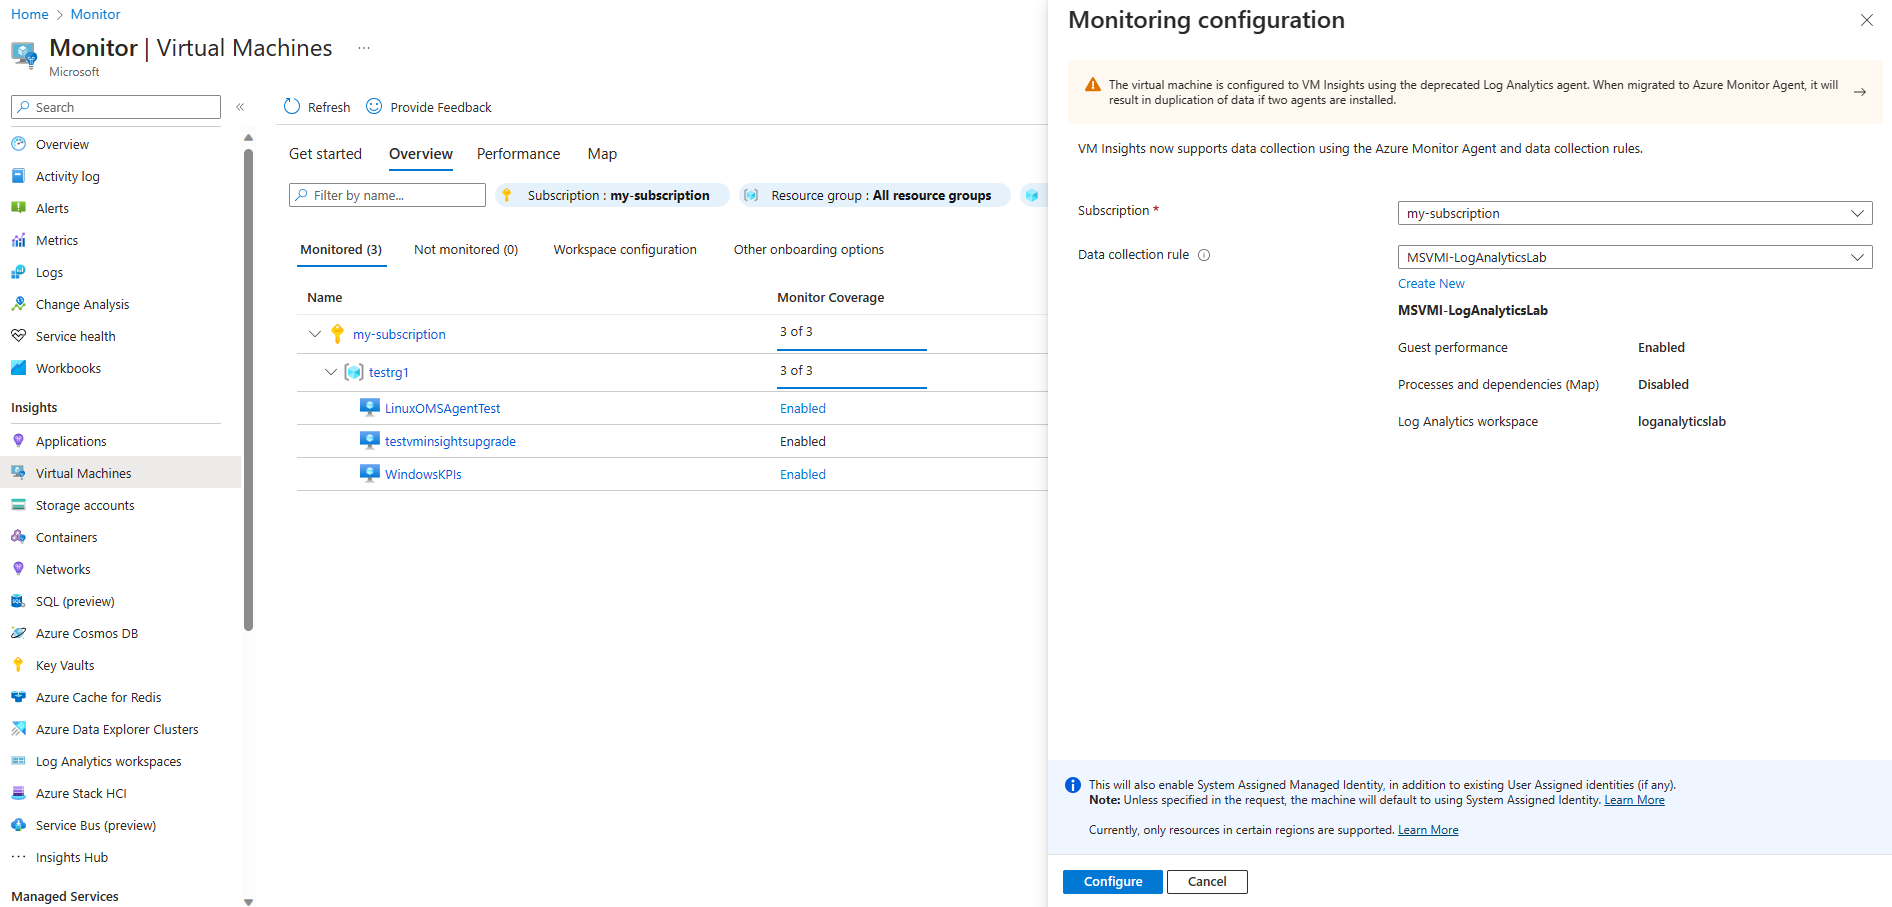 Home > Monitor
Monitor | Virtual Machines ...
Microsoft
Search «
Overview
Activity log
Alerts
Metrics
Logs
Change Analysis
Service health
Workbooks
Insights
Applications
Virtual Machines
Storage accounts
Containers
Networks
SQL (preview)
Azure Cosmos DB
Key Vaults
Azure Cache for Redis
Azure Data Explorer Clusters
Log Analytics workspaces
Azure Stack HCI
Service Bus (preview)
Insights Hub
Managed Services
Refresh Provide Feedback
Get started Overview Performance Map
Filter by name... Subscription : my-subscription Resource group : All resource groups
Monitored (3) Not monitored (0) Workspace configuration Other onboarding options
Name Monitor Coverage
my-subscription 3 of 3
testrg1 3 of 3
LinuxOMSAgentTest Enabled
testvminsightsupgrade Enabled
WindowsKPIs Enabled
Monitoring configuration
The virtual machine is configured to VM Insights using the deprecated Log Analytics agent. When migrated to Azure Monitor Agent, it will
result in duplication of data if two agents are installed.
VM Insights now supports data collection using the Azure Monitor Agent and data collection rules.
Subscription * my-subscription
Data collection rule MSVMI-LogAnalyticsLab
Create New
MSVMI-LogAnalyticsLab
Guest performance Enabled
Processes and dependencies (Map) Disabled
Log Analytics workspace loganalyticslab
This will also enable System Assigned Managed Identity, in addition to existing User Assigned identities (if any).
Note: Unless specified in the request, the machine will default to using System Assigned Identity. Learn More
Currently, only resources in certain regions are supported. Learn More
Configure Cancel